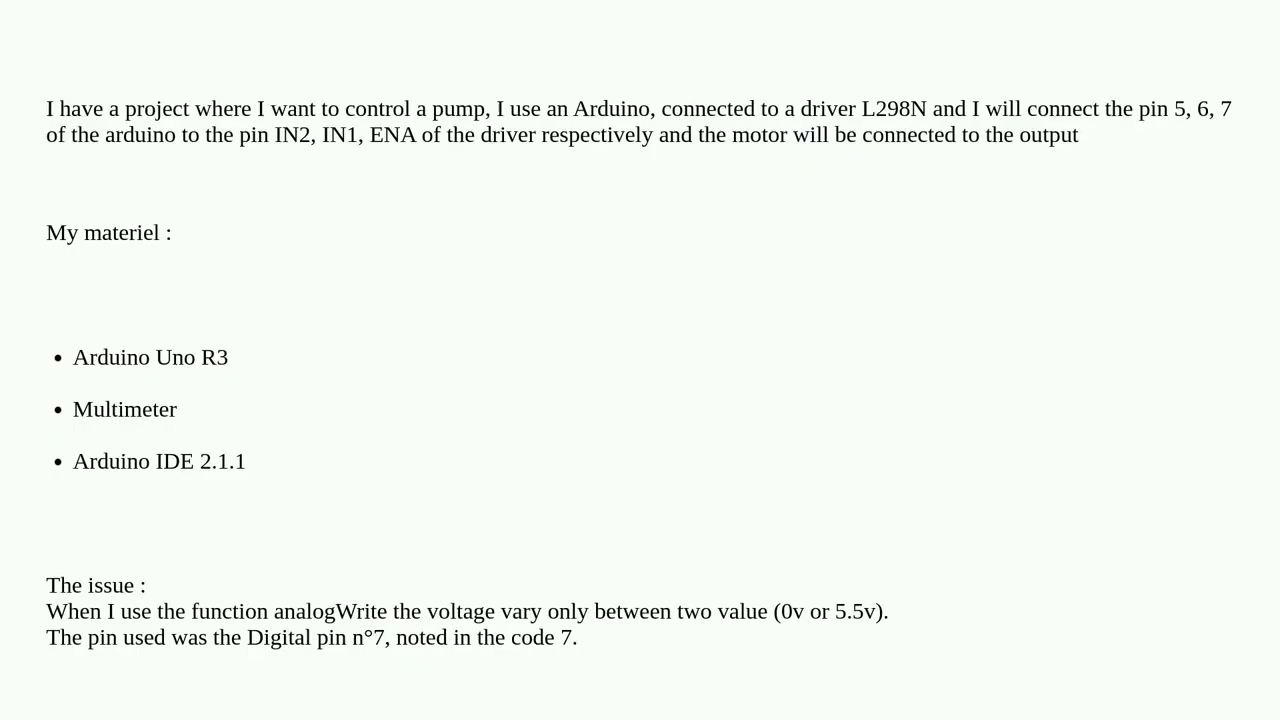 I have a project where I want to control a pump, I use an Arduino, connected to a driver L298N and I will connect the pin 5, 6, 7
of the arduino to the pin IN2, IN1, ENA of the driver respectively and the motor will be connected to the output
My materiel :
• Arduino Uno R3
• Multimeter
• Arduino IDE 2.1.1
The issue :
When I use the function analogWrite the voltage vary only between two value (0v or 5.5v).
The pin used was the Digital pin n°7, noted in the code 7.